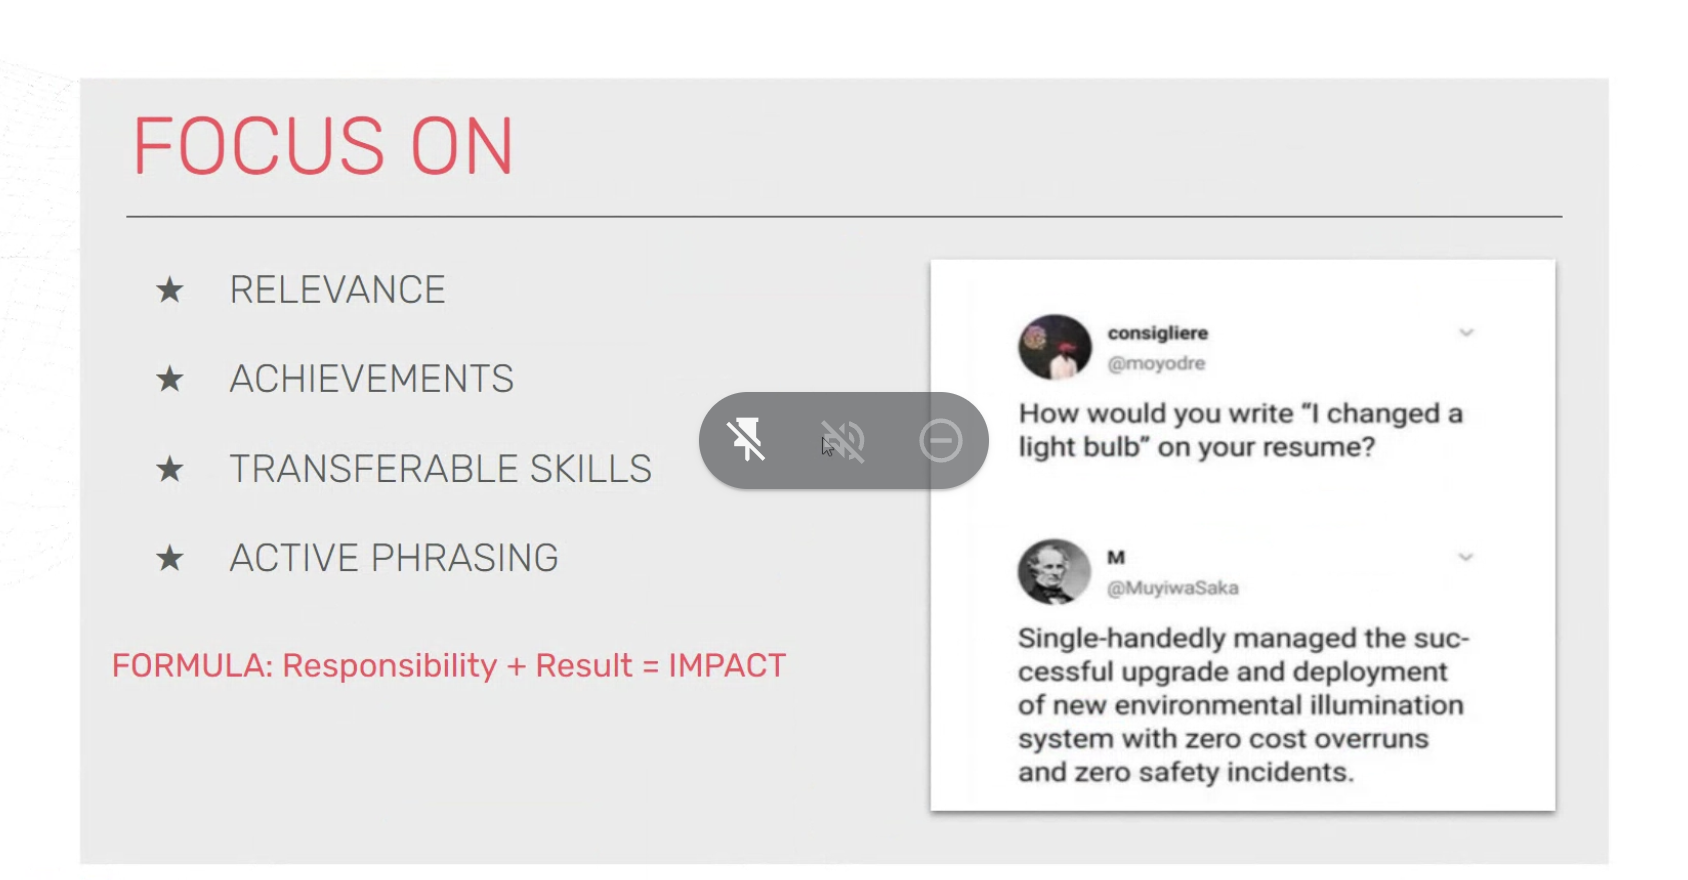 FOCUS ON
★ RELEVANCE
★ ACHIEVEMENTS
★ TRANSFERABLE SKILLS
★ ACTIVE PHRASING
FORMULA: Responsibility + Result = IMPACT
consigliere
@moyodre
How would you write “I changed a
light bulb” on your resume?
M
@MuyiwaSaka
Single-handedly managed the suc-
cessful upgrade and deployment
of new environmental illumination
system with zero cost overruns
and zero safety incidents.